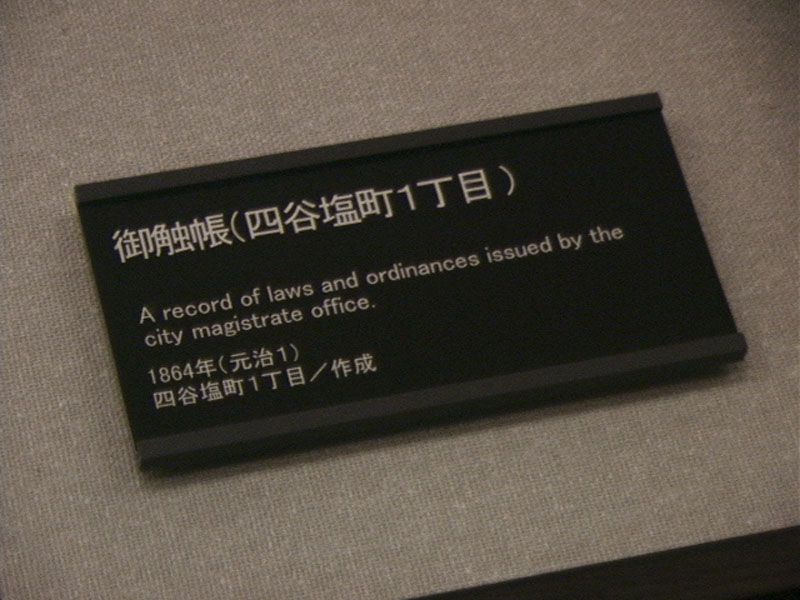 御触帳（四谷塩町１丁目）
A record of laws and ordinances issued by the
city magistrate office.
1864年（元治１）
四谷塩町１丁目／作成